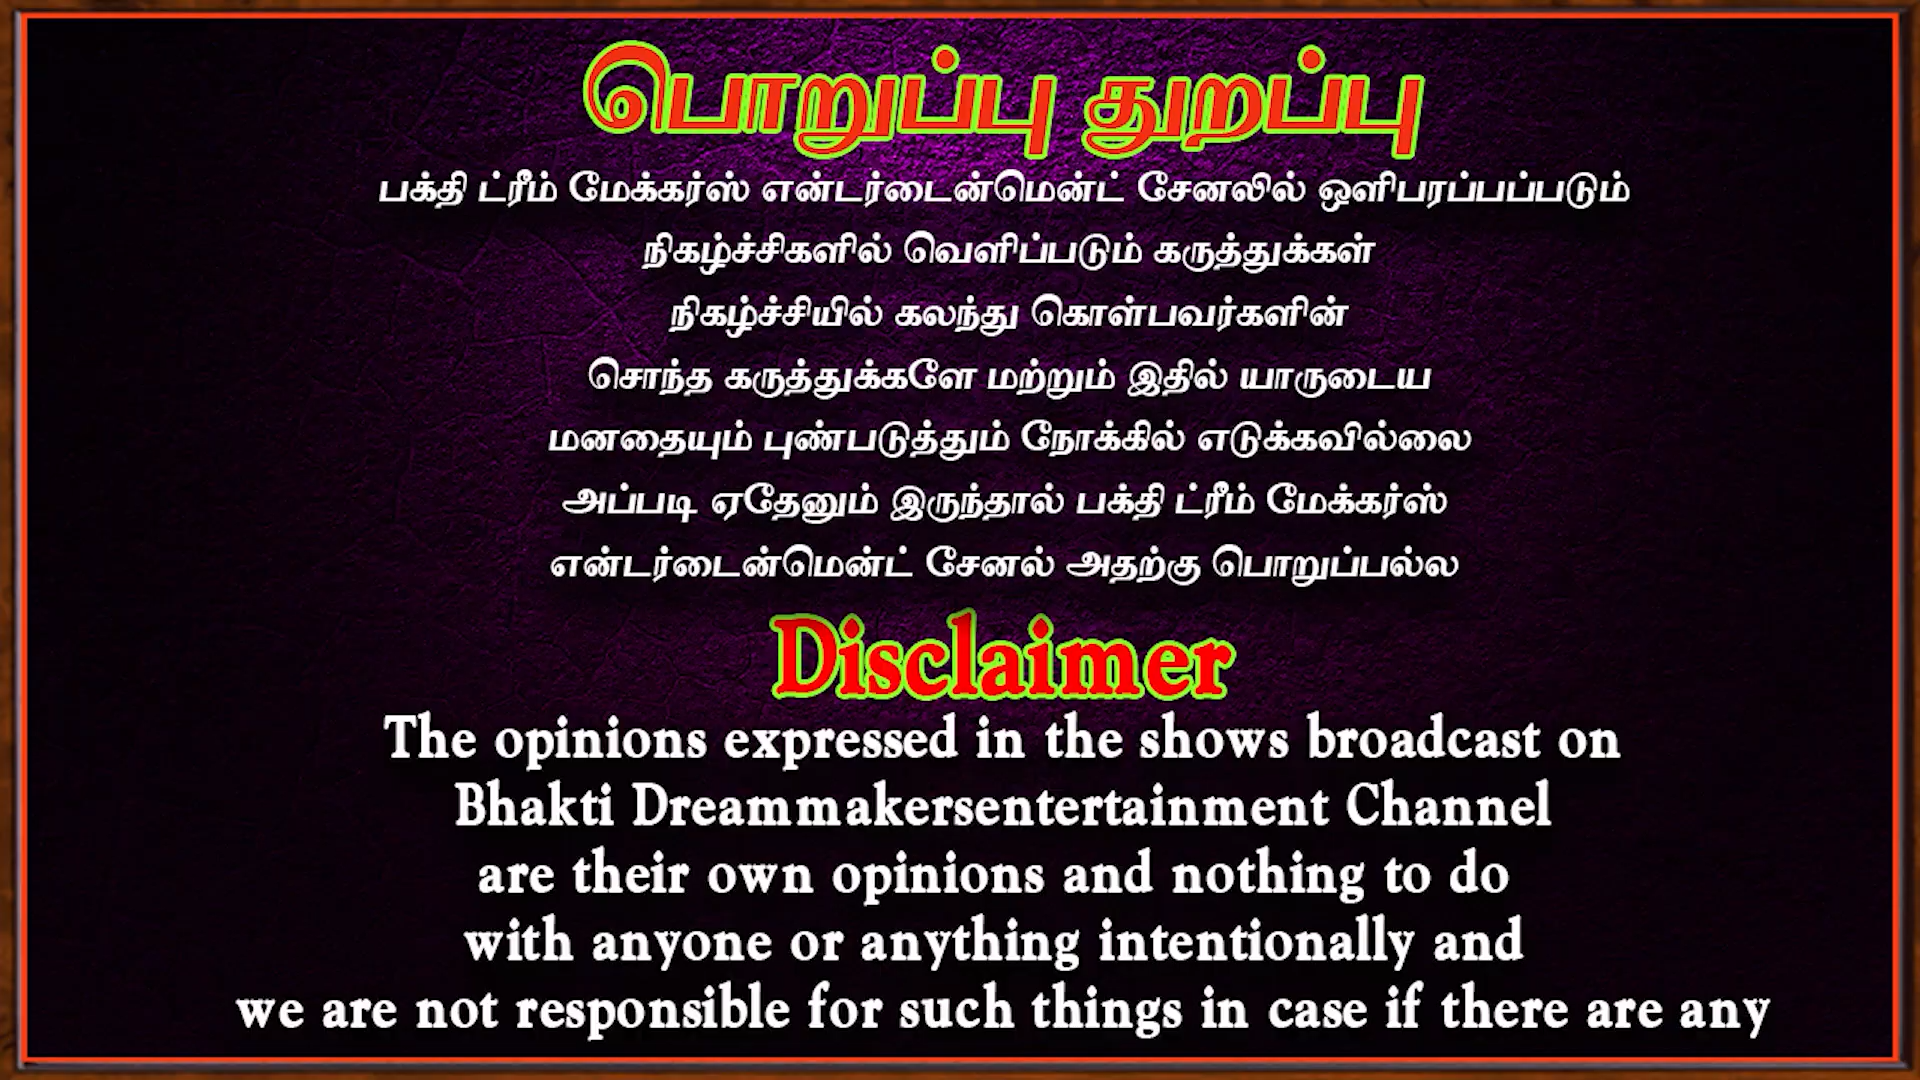 பொறுப்பு துறப்பு
பக்தி ட்ரீம் மேக்கர்ஸ் என்டர்டைன்மென்ட் சேனலில் ஒளிபரப்பப்படும்
நிகழ்ச்சிகளில் வெளிப்படும் கருத்துக்கள்
நிகழ்ச்சியில் கலந்து கொள்பவர்களின்
சொந்த கருத்துக்களே மற்றும் இதில் யாருடைய
மனதையும் புண்படுத்தும் நோக்கில் எடுக்கவில்லை
அப்படி ஏதேனும் இருந்தால் பக்தி ட்ரீம் மேக்கர்ஸ்
என்டர்டைன்மென்ட் சேனல் அதற்கு பொறுப்பல்ல
Disclaimer
The opinions expressed in the shows broadcast on
Bhakti Dreammakersentertainment Channel
are their own opinions and nothing to do
with anyone or anything intentionally and
we are not responsible for such things in case if there are any